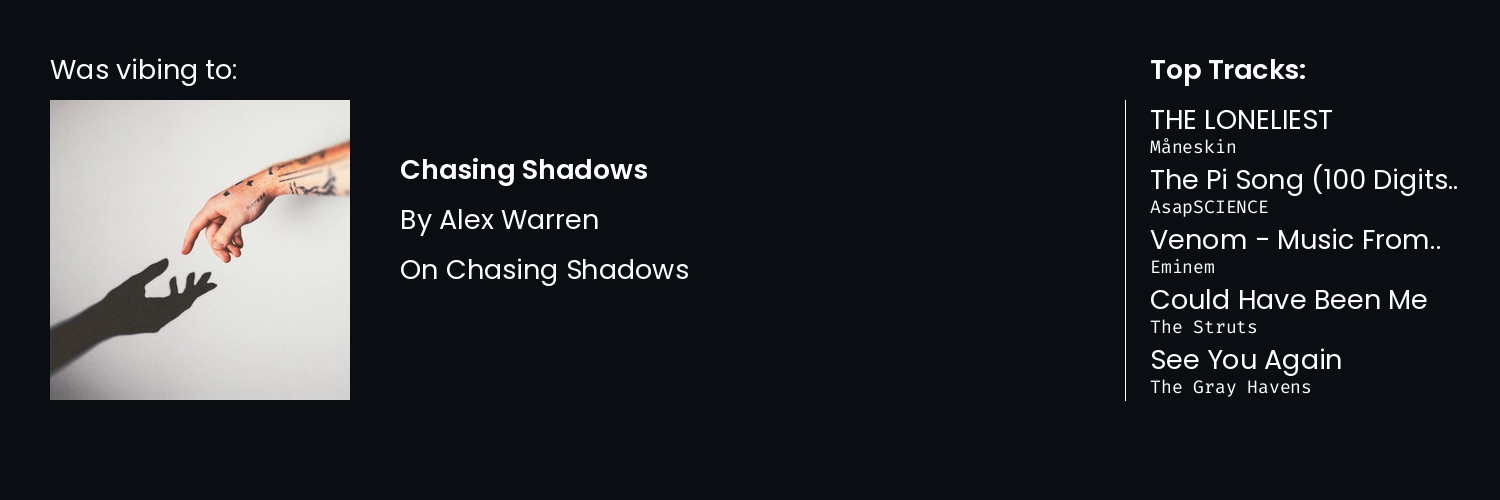 Was vibing to:
Chasing Shadows
By Alex Warren
On Chasing Shadows
Top Tracks:
THE LONELIEST
Måneskin
The Pi Song (100 Digits..
AsapSCIENCE
Venom - Music From..
Eminem
Could Have Been Me
The Struts
See You Again
The Gray Havens